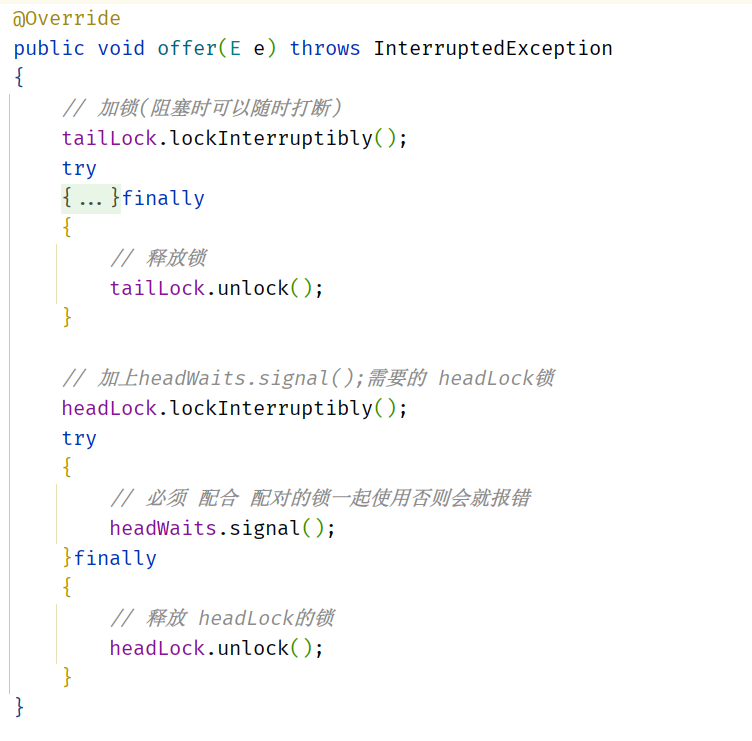 @Override
public void offer(E e) throws InterruptedException
{
// 加锁(阻塞时可以随时打断)
tailLock.lockInterruptibly();
try
{...}finally
{
// 释放锁
tailLock.unlock();
}
// 加上headWaits.signal();需要的 headLock锁
headLock.lockInterruptibly();
try
{
// 必须 配合 配对的锁一起使用否则会就报错
headWaits.signal();
}finally
{
// 释放 headLock的锁
headLock.unlock();
}
}